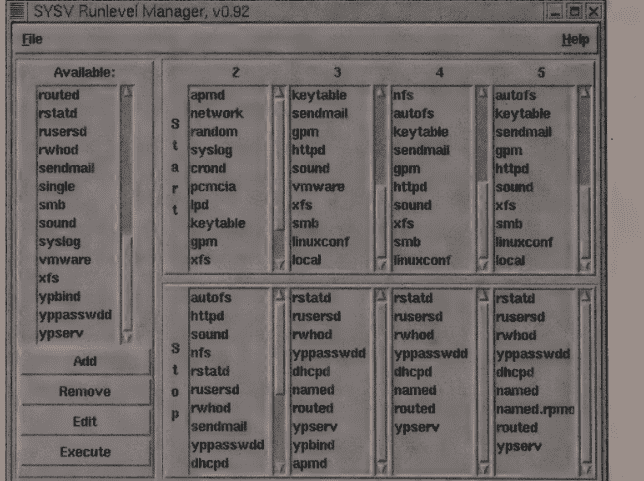 SYSV Runlevel Manager, v0.92
File Help
Available: 2 3 4 5
routed
rstatd
rusersd
rwhod
sendmail
single
smb
sound
syslog
vmware
xfs
ypbind
yppasswdd
ypserv
Add
Remove
Edit
Execute
Start
apmd
network
random
syslog
crond
pcmcia
lpd
keytable
gpm
xfs
keytable
sendmail
gpm
httpd
sound
vmware
xfs
smb
linuxconf
local
nfs
autofs
keytable
sendmail
gpm
httpd
sound
xfs
smb
linuxconf
autofs
keytable
sendmail
gpm
httpd
sound
xfs
smb
linuxconf
local
Stop
autofs
httpd
sound
nfs
rstatd
rusersd
rwhod
sendmail
yppasswdd
dhcpd
rstatd
rusersd
rwhod
yppasswdd
dhcpd
named
routed
ypserv
ypbind
apmd
rstatd
rusersd
rwhod
yppasswdd
dhcpd
named
routed
ypserv
rstatd
rusersd
rwhod
yppasswdd
dhcpd
named
named.rpmc
routed
ypserv